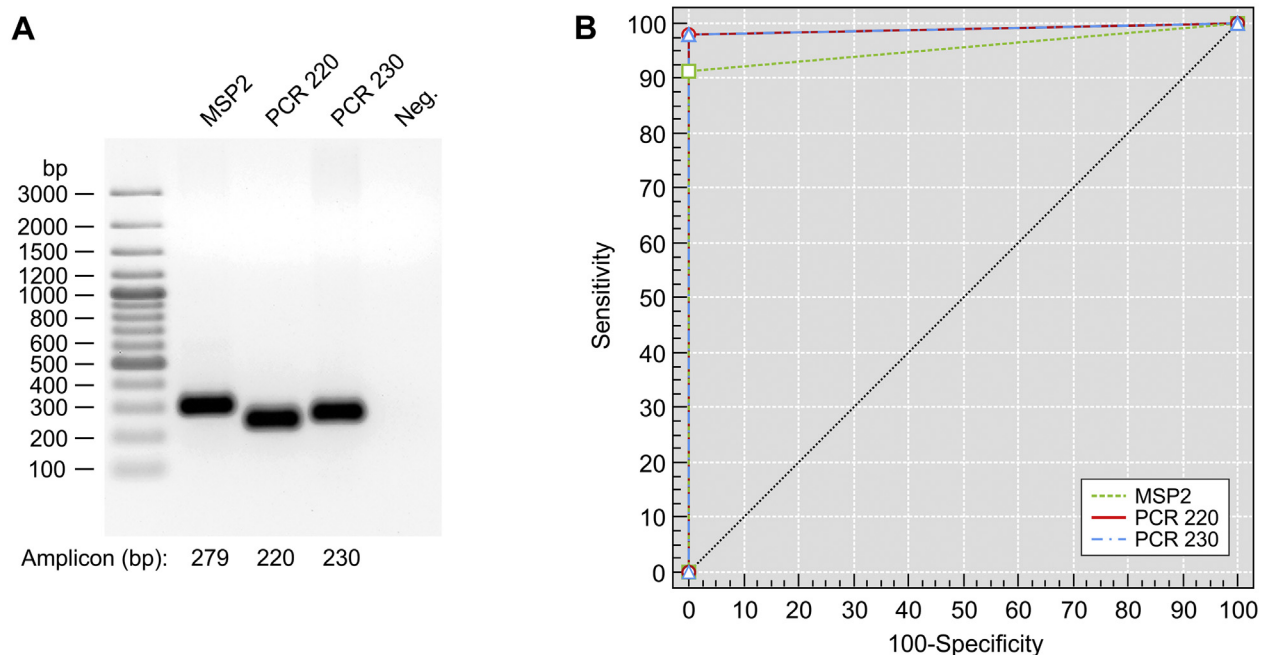 A
MSP2
PCR 220
PCR 230
Neg.
bp
3000
2000
1500
1200
1000
800
600
500
400
300
200
100
Amplicon (bp): 279 220 230
B
Sensitivity
100
90
80
70
60
50
40
30
20
10
0
MSP2
PCR 220
PCR 230
0 10 20 30 40 50 60 70 80 90 100
100-Specificity